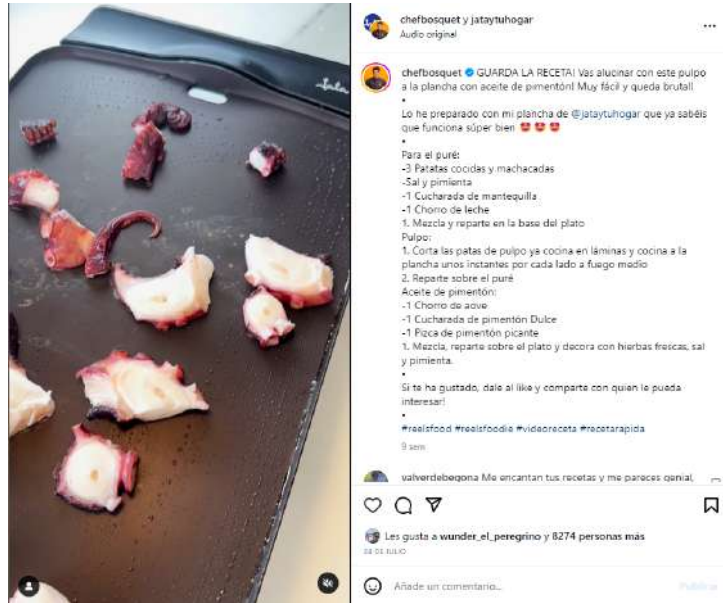 Jata
chefbosquet y jataytuhogar
Audio original
chefbosquet GUARDA LA RECETA! Vas alucinar con este pulpo
a la plancha con aceite de pimentón! Muy fácil y queda brutal!
•
Lo he preparado con mi plancha de @jataytuhogar que ya sabéis
que funciona súper bien 🤩🤩🤩
•
Para el puré:
-3 Patatas cocidas y machacadas
-Sal y pimienta
-1 Cucharada de mantequilla
-1 Chorro de leche
1. Mezcla y reparte en la base del plato
Pulpo:
1. Corta las patas de pulpo ya cocina en láminas y cocina a la
plancha unos instantes por cada lado a fuego medio
2. Reparte sobre el puré
Aceite de pimentón:
-1 Chorro de aove
-1 Cucharada de pimentón Dulce
-1 Pizca de pimentón picante
1. Mezcla, reparte sobre el plato y decora con hierbas frescas, sal
y pimienta.
•
Si te ha gustado, dale al like y comparte con quien le pueda
interesar!
•
#reelsfood #reelsfoodie #videoreceta #recetarapida
9 sem
valverdebegona Me encantan tus recetas y me pareces genial,
Les gusta a wunder_el_peregrino y 8274 personas más
DE JULIO
Añade un comentario...
Publicar